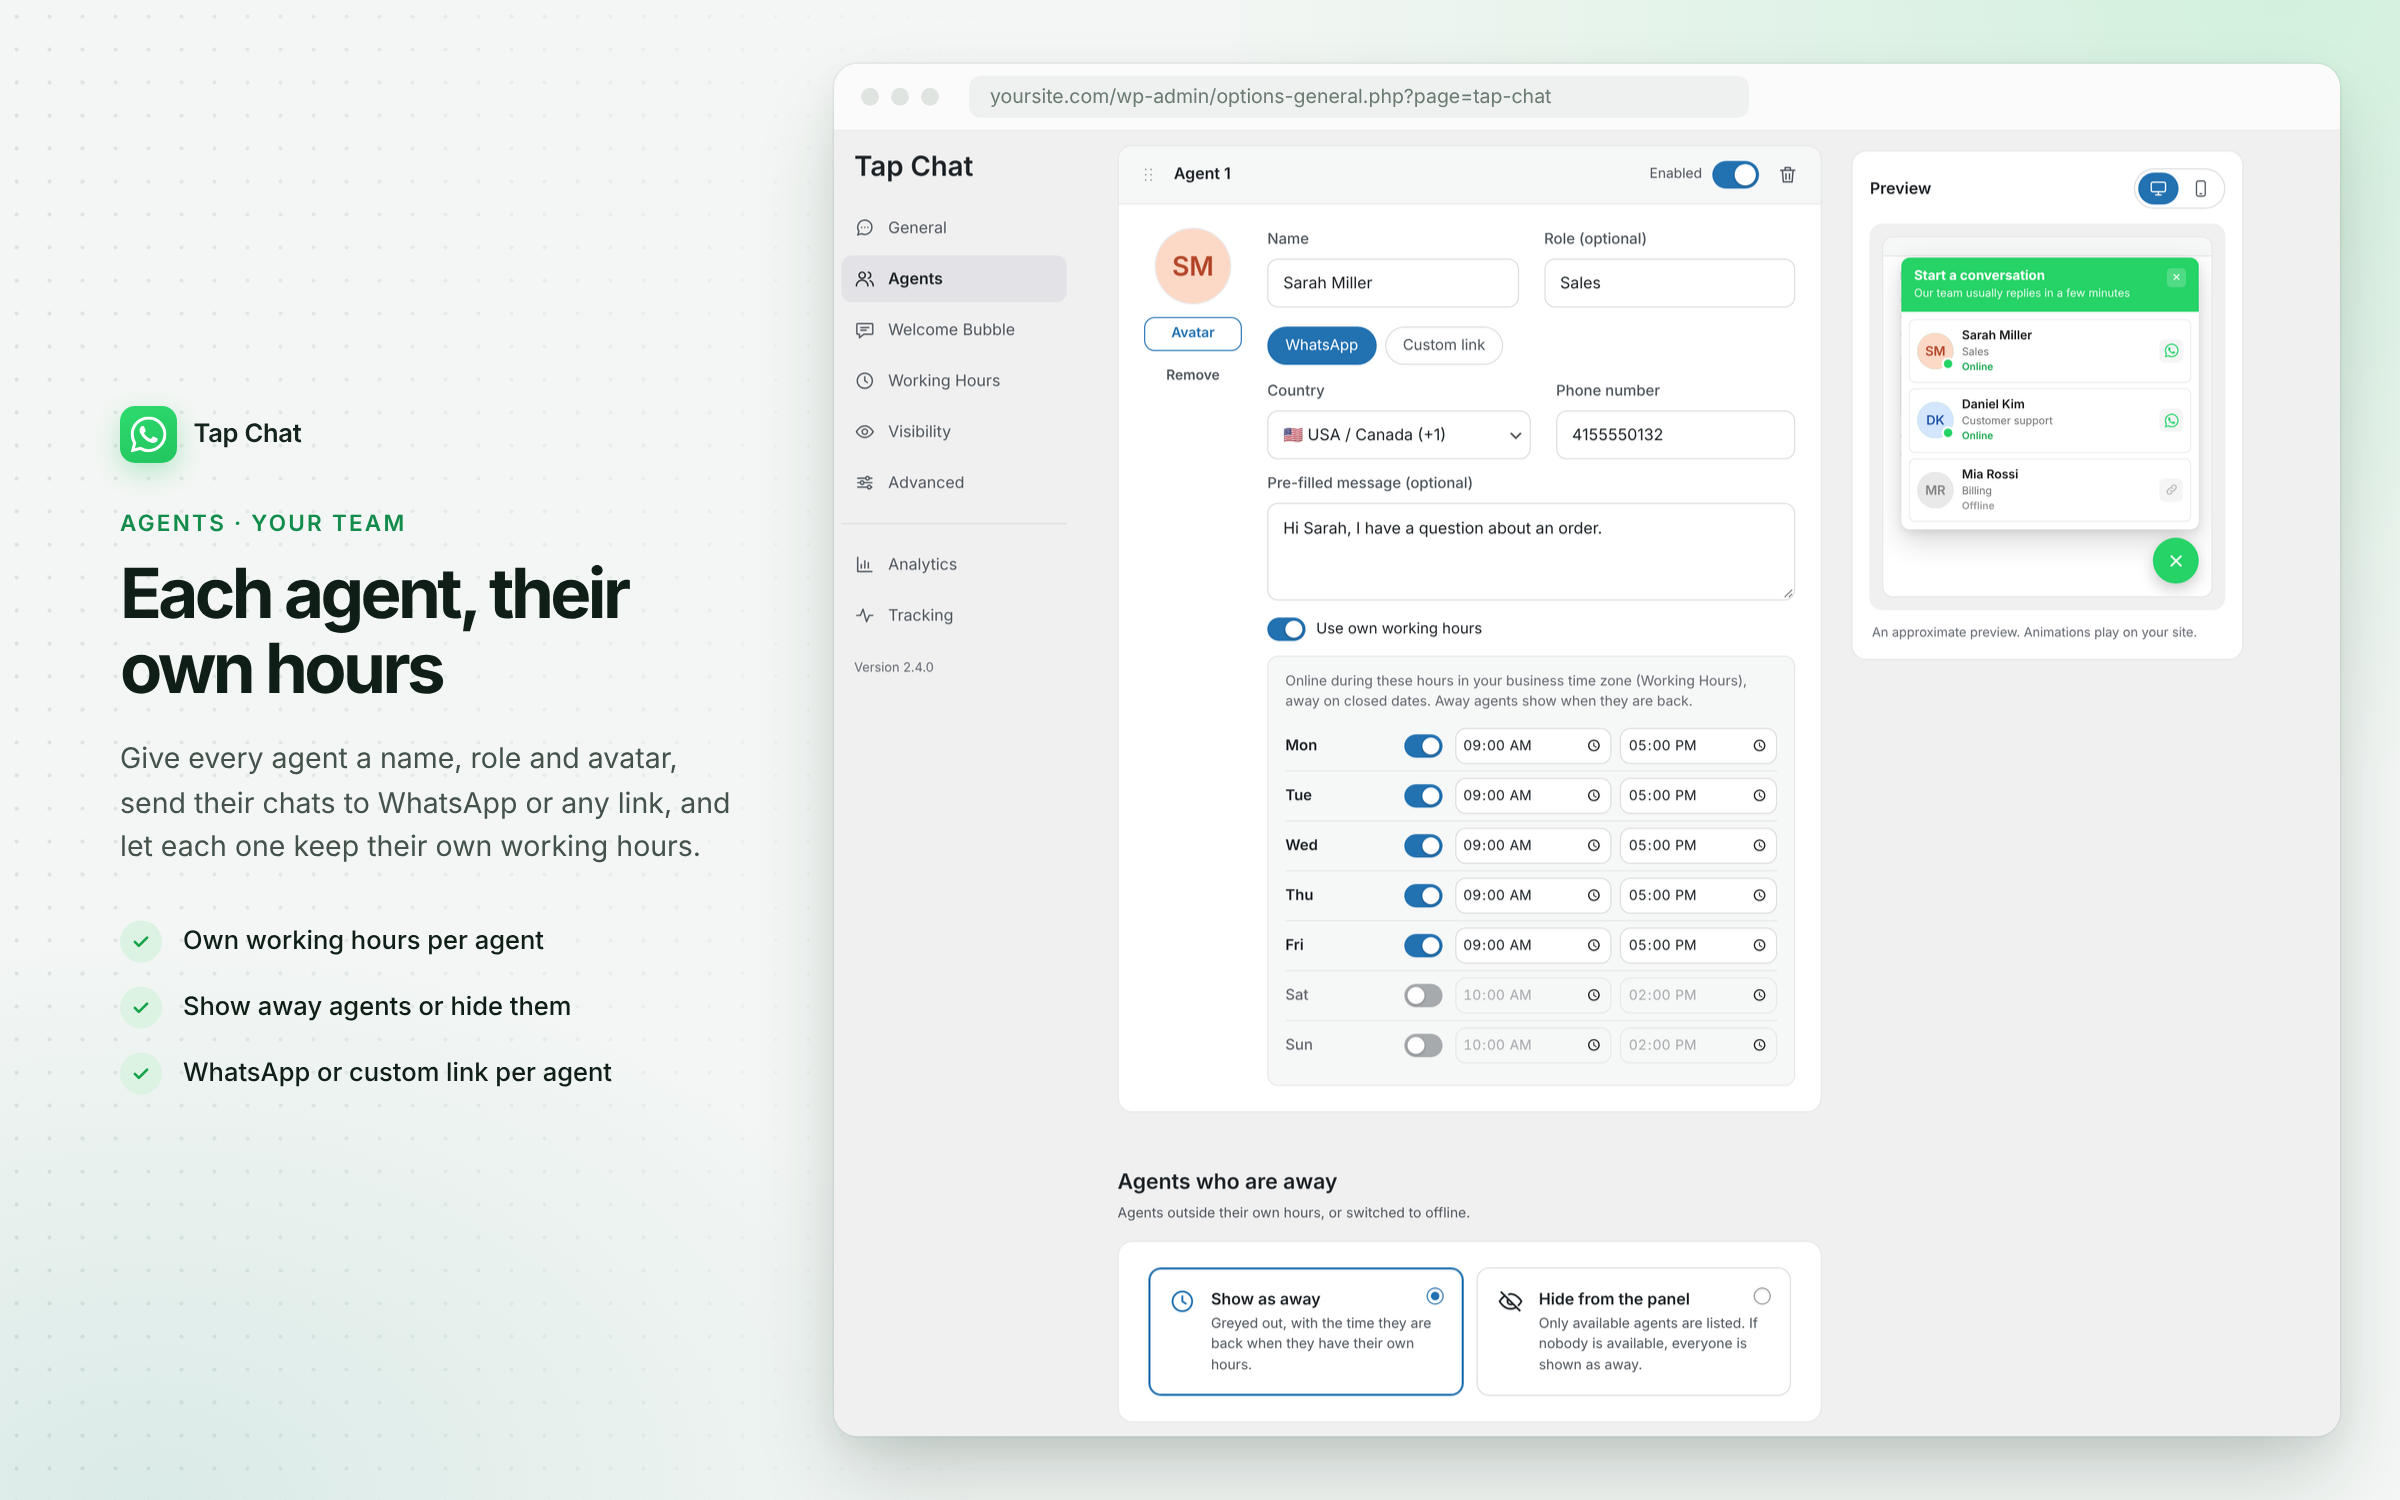 Tap Chat
AGENTS · YOUR TEAM
Each agent, their
own hours
Give every agent a name, role and avatar,
send their chats to WhatsApp or any link, and
let each one keep their own working hours.
Own working hours per agent
Show away agents or hide them
WhatsApp or custom link per agent
yoursite.com/wp-admin/options-general.php?page=tap-chat
Tap Chat
General
Agents
Welcome Bubble
Working Hours
Visibility
Advanced
Analytics
Tracking
Version 2.4.0
Agent 1
Enabled
SM
Avatar
Remove
Name
Role (optional)
Sarah Miller
Sales
WhatsApp
Custom link
Country
Phone number
🇺🇸 USA / Canada (+1)
4155550132
Pre-filled message (optional)
Hi Sarah, I have a question about an order.
Use own working hours
Online during these hours in your business time zone (Working Hours),
away on closed dates. Away agents show when they are back.
Mon 09:00 AM 05:00 PM
Tue 09:00 AM 05:00 PM
Wed 09:00 AM 05:00 PM
Thu 09:00 AM 05:00 PM
Fri 09:00 AM 05:00 PM
Sat 10:00 AM 02:00 PM
Sun 10:00 AM 02:00 PM
Agents who are away
Agents outside their own hours, or switched to offline.
Show as away
Greyed out, with the time they are
back when they have their own
hours.
Hide from the panel
Only available agents are listed. If
nobody is available, everyone is
shown as away.
Preview
Start a conversation
Our team usually replies in a few minutes
SM
Sarah Miller
Sales
Online
DK
Daniel Kim
Customer support
Online
MR
Mia Rossi
Billing
Offline
An approximate preview. Animations play on your site.